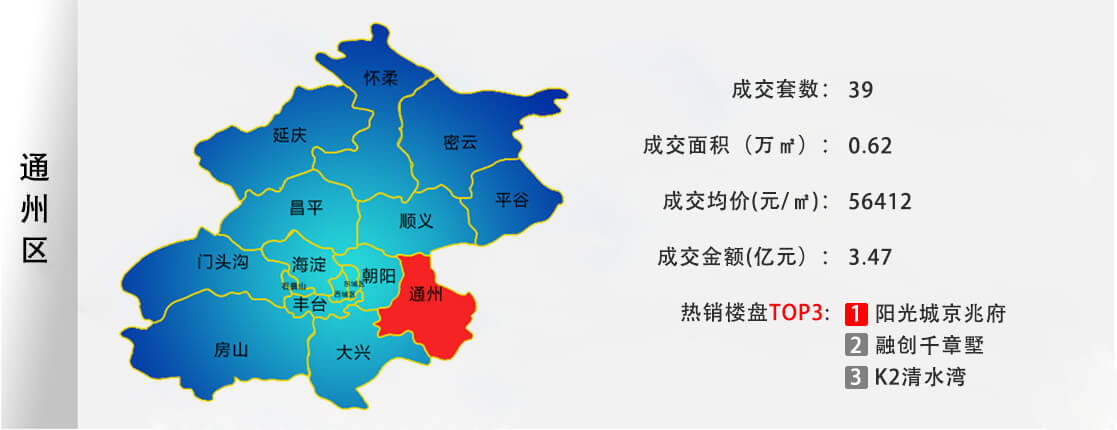 通州区
怀柔
延庆
密云
平谷
昌平
顺义
门头沟
海淀
朝阳
东城区
石景山
西城区
丰台
通州
房山
大兴
成交套数： 39
成交面积（万㎡）： 0.62
成交均价(元/㎡)： 56412
成交金额(亿元）： 3.47
热销楼盘TOP3: 1 阳光城京兆府
2 融创千章墅
3 K2清水湾